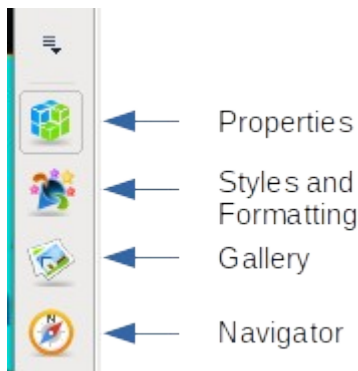 Properties
Styles and
Formatting
Gallery
N
Navigator